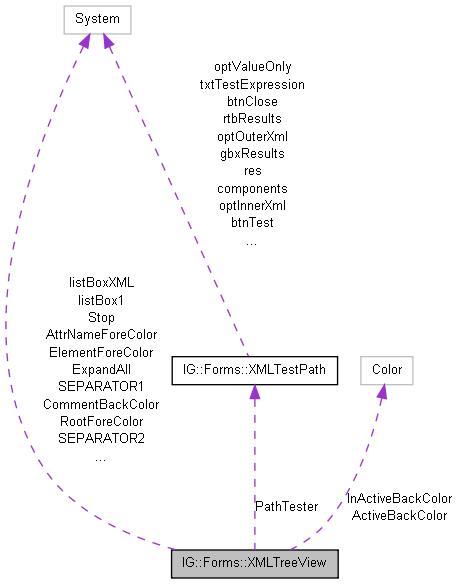 System
optValueOnly
txtTestExpression
btnClose
rtbResults
optOuterXml
gbxResults
res
components
optInnerXml
btnTest
...
listBoxXML
listBox1
Stop
AttrNameForeColor
ElementForeColor
ExpandAll
SEPARATOR1
CommentBackColor
RootForeColor
SEPARATOR2
...
IG::Forms::XMLTestPath
Color
PathTester
InActiveBackColor
ActiveBackColor
IG::Forms::XMLTreeView